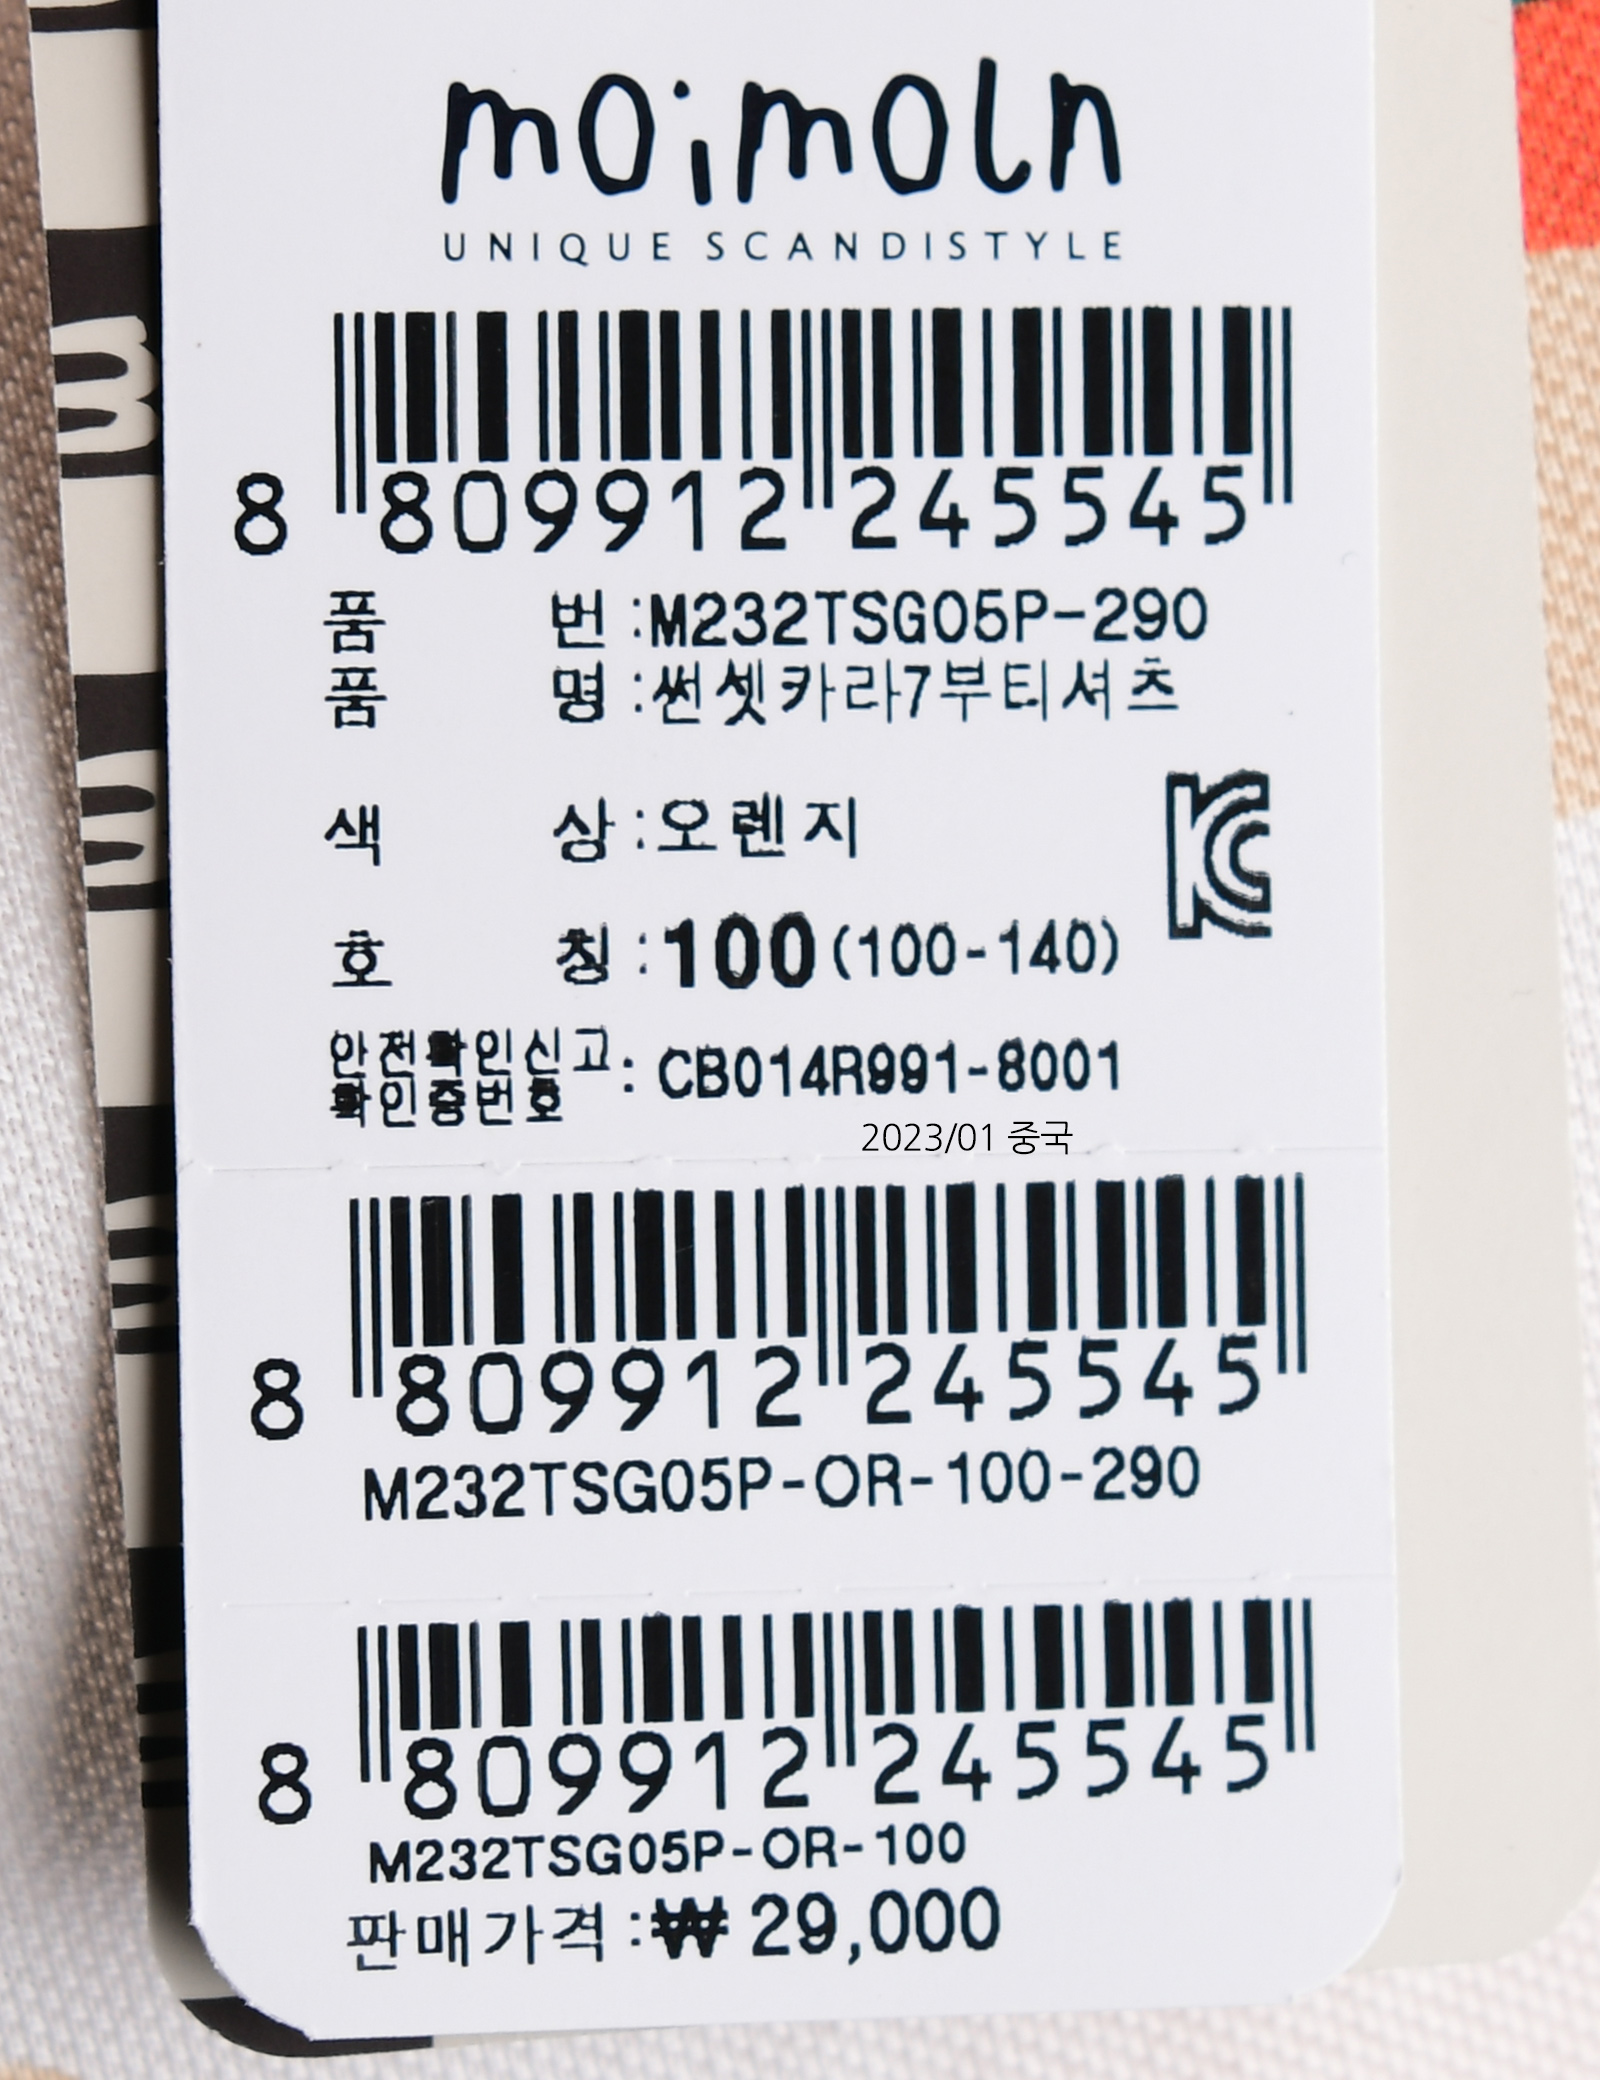 moimoln
UNIQUE SCANDISTYLE
8 809912 245545
품 번 :M232TSG05P-290
품 명 :썬셋카라7부티셔츠
색 상 :오렌지
KC
호 칭 :100(100-140)
안전확인신고
확인증번호 : CB014R991-8001
2023/01 중국
8 809912 245545
M232TSG05P-OR-100-290
8 809912 245545
M232TSG05P-OR-100
판매가격 :₩ 29,000